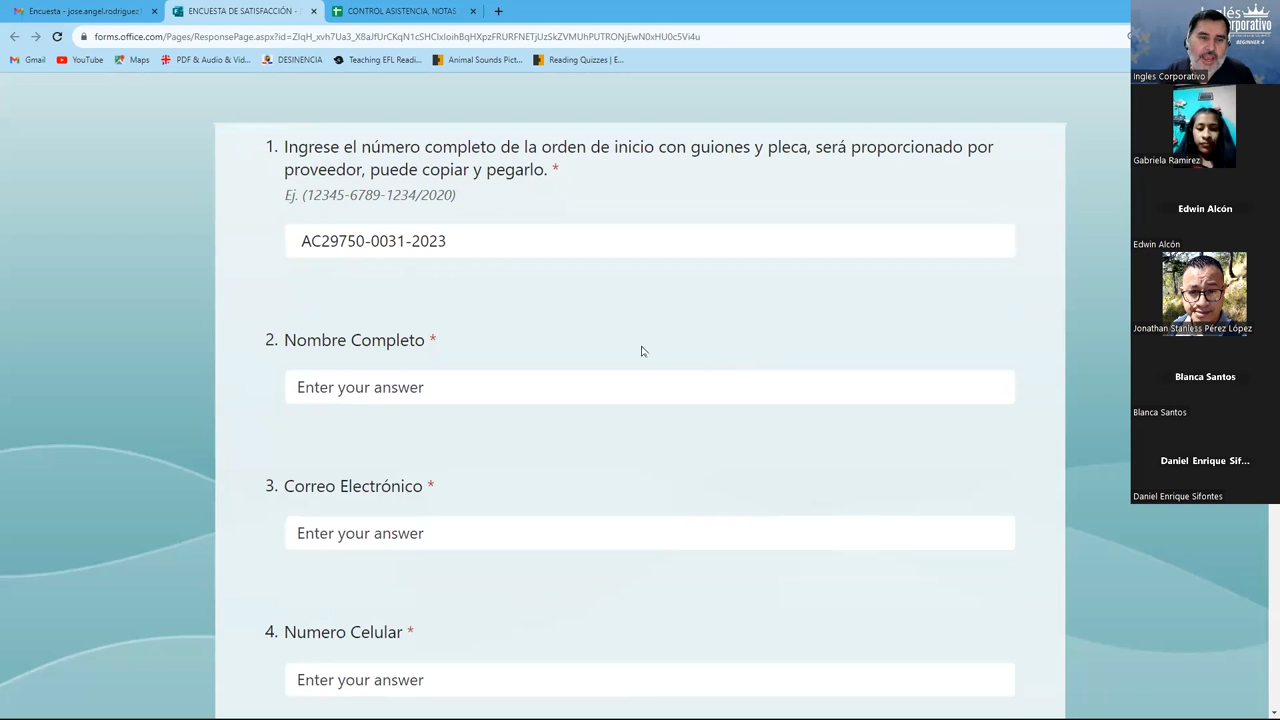 Encuesta - jose.angel.rodriguez
ENCUESTA DE SATISFACCIÓN -
CONTROL ASISTENCIA, NOTAS
forms.office.com/Pages/ResponsePage.aspx?id=
Gmail
YouTube
Maps
PDF & Audio & Vid...
DESINENCIA
Teaching EFL Readi...
Animal Sounds Pict...
Reading Quizzes | E...
1. Ingrese el número completo de la orden de inicio con guiones y pleca, será proporcionado por
proveedor, puede copiar y pegarlo. *
Ej. (12345-6789-1234/2020)
AC29750-0031-2023
2. Nombre Completo *
Enter your answer
3. Correo Electrónico *
Enter your answer
4. Numero Celular *
Enter your answer
BEGINNER 4
Ingles Corporativo
Gabriela Ramirez
Edwin Alcón
Edwin Alcón
Jonathan Stanless Pérez López
Blanca Santos
Blanca Santos
Daniel Enrique Sif...
Daniel Enrique Sifontes